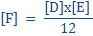 [F] = [D]x[E]
12